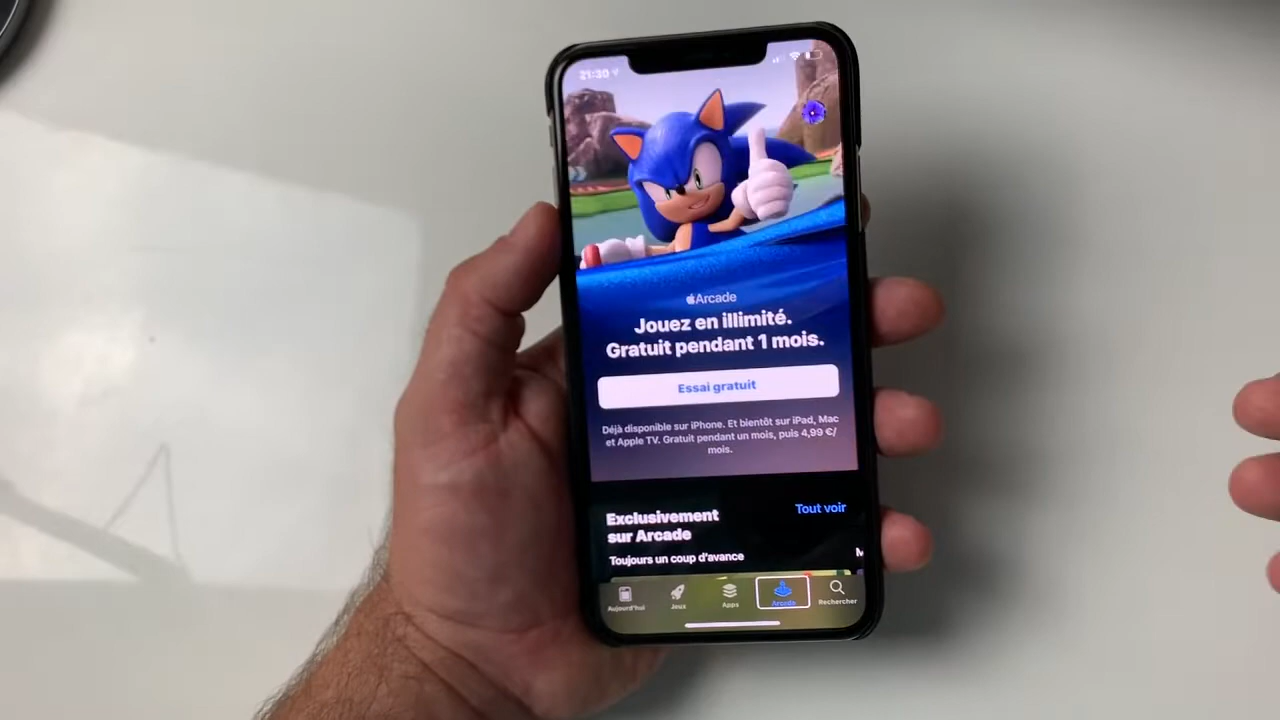 21:30
Arcade
Jouez en illimité.
Gratuit pendant 1 mois.
Essai gratuit
Déjà disponible sur iPhone. Et bientôt sur iPad, Mac
et Apple TV. Gratuit pendant un mois, puis 4,99 €/
mois.
Exclusivement
sur Arcade
Tout voir
Toujours un coup d'avance
M
Aujourd'hui
Jeux
Apps
Arcade
Rechercher